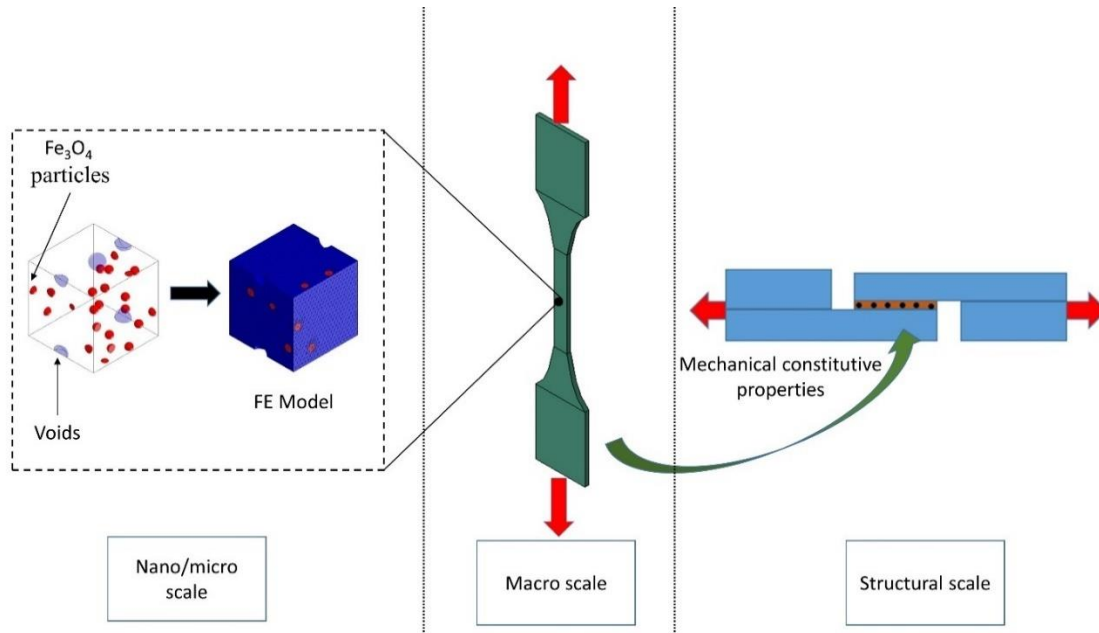 Fe₃O₄
particles
Voids
FE Model
Nano/micro
scale
Macro scale
Mechanical constitutive
properties
Structural scale